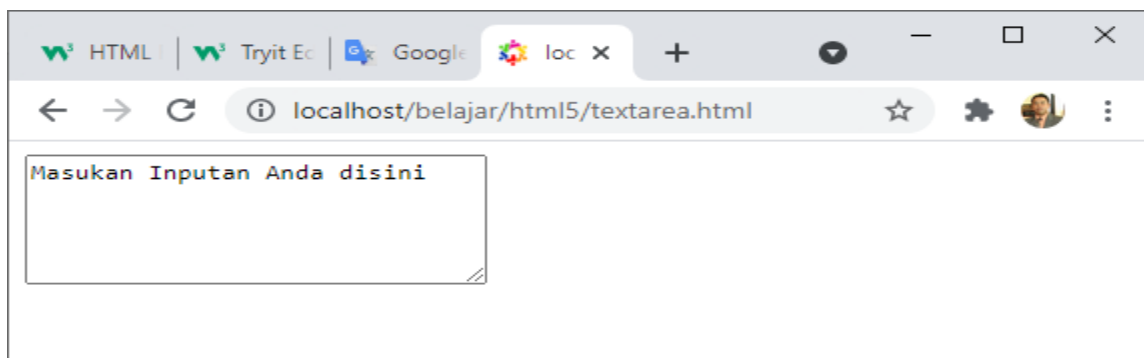 HTML
Tryit Ec
Google
loc
localhost/belajar/html5/textarea.html
Masukan Inputan Anda disini